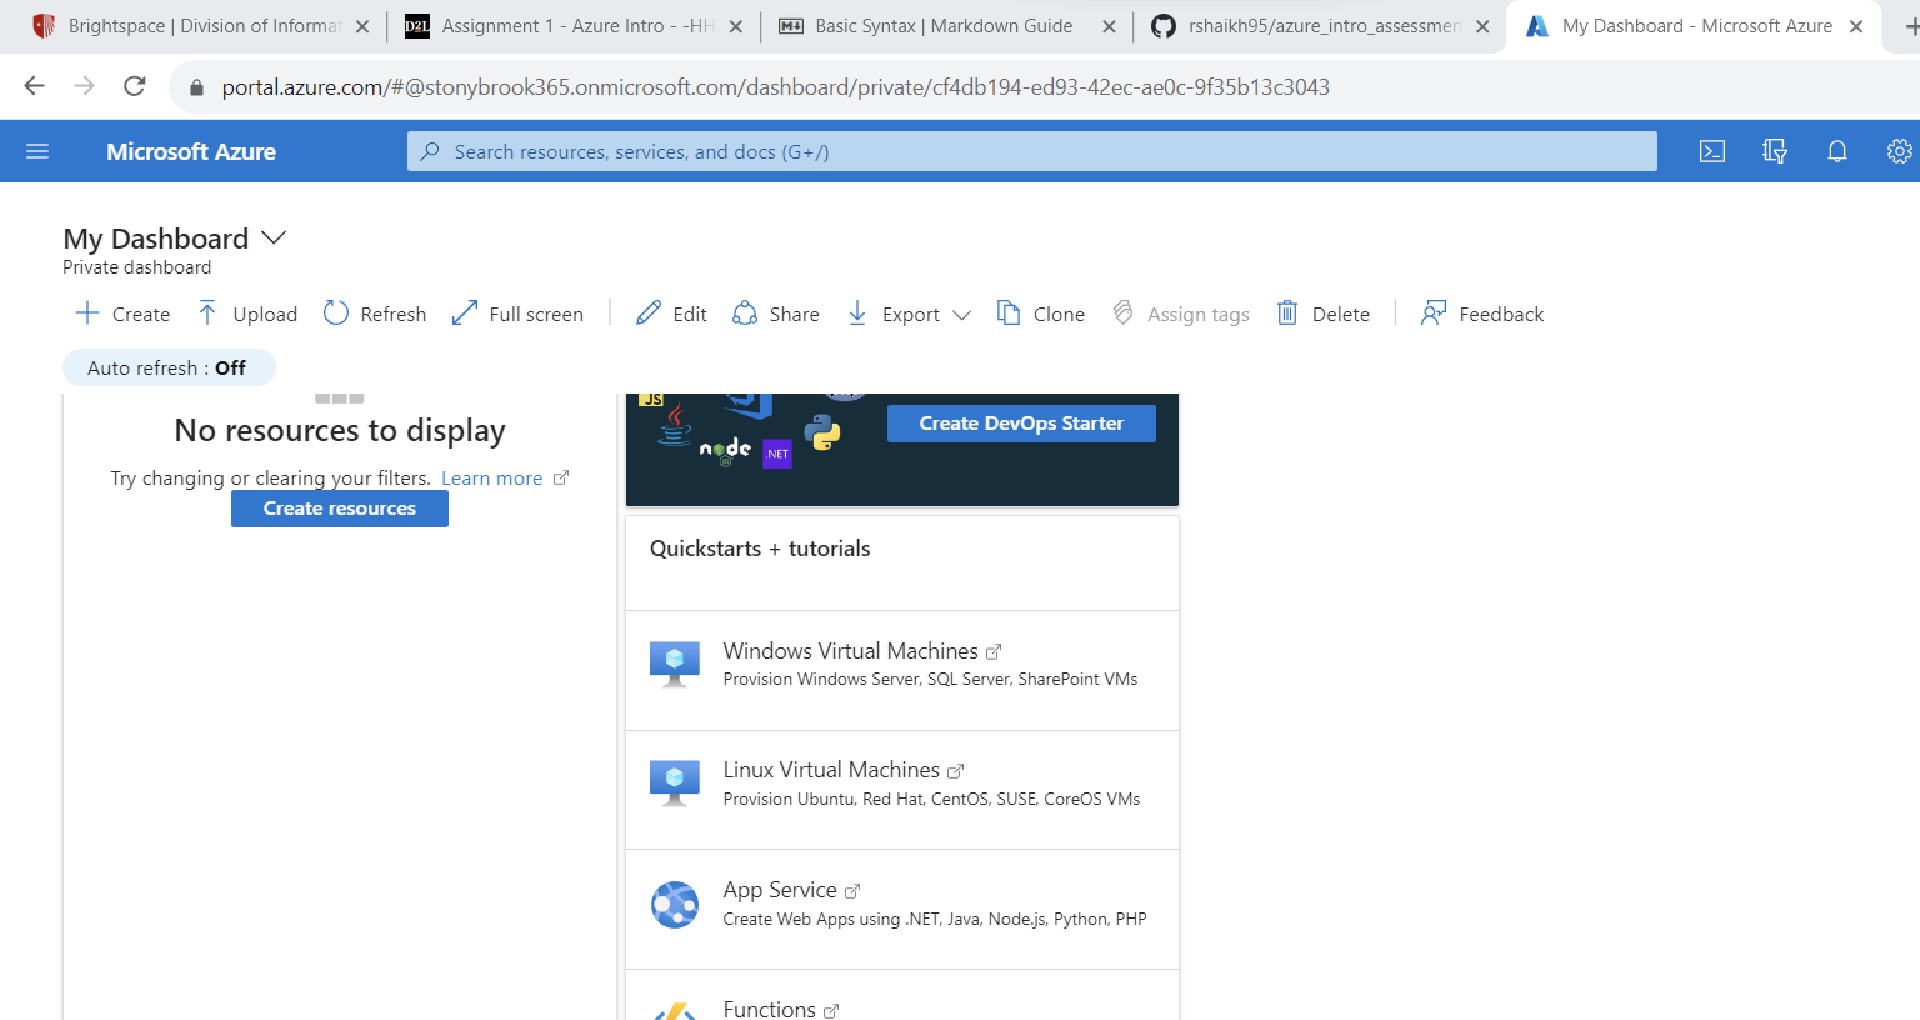 Brightspace | Division of Informat
D2L Assignment 1 - Azure Intro - -HH
M Basic Syntax | Markdown Guide
rshaikh95/azure_intro_assessmen
My Dashboard - Microsoft Azure
portal.azure.com/#@stonybrook365.onmicrosoft.com/dashboard/private/cf4db194-ed93-42ec-ae0c-9f35b13c3043
Microsoft Azure
Search resources, services, and docs (G+/)
My Dashboard
Private dashboard
Create Upload Refresh Full screen Edit Share Export Clone Assign tags Delete Feedback
Auto refresh : Off
No resources to display
Try changing or clearing your filters. Learn more
Create resources
JS
node
JS
.NET
Create DevOps Starter
Quickstarts + tutorials
Windows Virtual Machines
Provision Windows Server, SQL Server, SharePoint VMs
Linux Virtual Machines
Provision Ubuntu, Red Hat, CentOS, SUSE, CoreOS VMs
App Service
Create Web Apps using .NET, Java, Node.js, Python, PHP
Functions